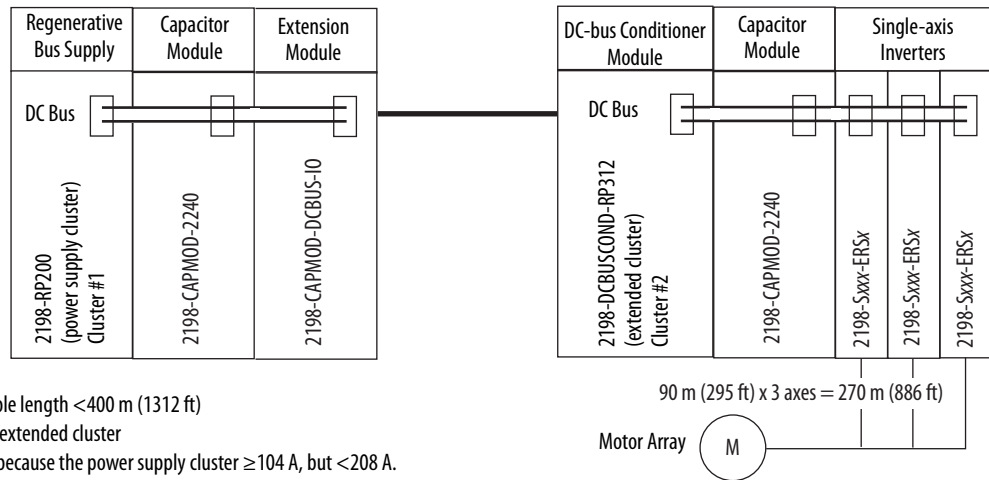 Regenerative
Bus Supply
Capacitor
Module
Extension
Module
DC Bus
2198-RP200
(power supply cluster)
Cluster #1
2198-CAPMOD-2240
2198-CAPMOD-DCBUS-IO
DC-bus Conditioner
Module
Capacitor
Module
Single-axis
Inverters
DC Bus
2198-DCBUSCOND-RP312
(extended cluster)
Cluster #2
2198-CAPMOD-2240
2198-Sxxx-ERSx
2198-Sxxx-ERSx
2198-Sxxx-ERSx
90 m (295 ft) x 3 axes = 270 m (886 ft)
Motor Array
M
length <400 m (1312 ft)
extended cluster
because the power supply cluster ≥104 A, but <208 A.